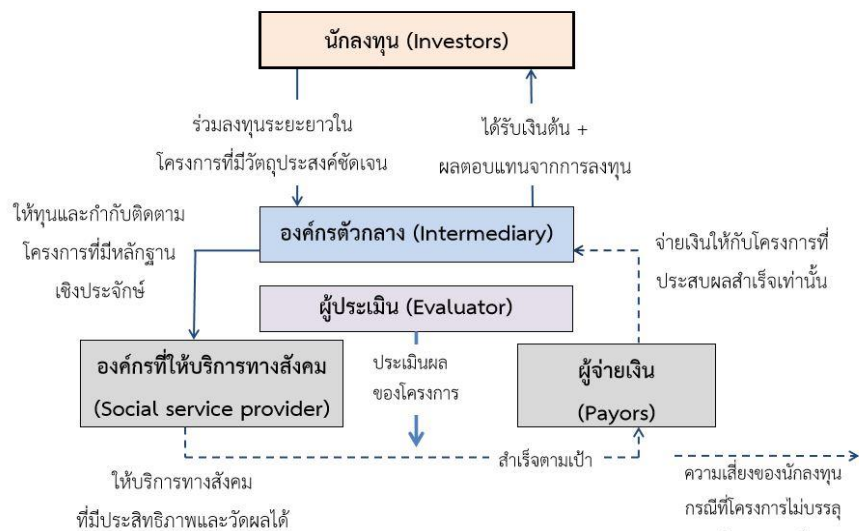 นักลงทุน (Investors)
ร่วมลงทุนระยะยาวใน
โครงการที่มีวัตถุประสงค์ชัดเจน
ได้รับเงินต้น +
ผลตอบแทนจากการลงทุน
ให้ทุนและกำกับติดตาม
โครงการที่มีหลักฐาน
เชิงประจักษ์
องค์กรตัวกลาง (Intermediary)
จ่ายเงินให้กับโครงการที่
ประสบผลสำเร็จเท่านั้น
ผู้ประเมิน (Evaluator)
องค์กรที่ให้บริการทางสังคม
(Social service provider)
ประเมินผล
ของโครงการ
ผู้จ่ายเงิน
(Payors)
สำเร็จตามเป้า
ให้บริการทางสังคม
ที่มีประสิทธิภาพและวัดผลได้
ความเสี่ยงของนักลงทุน
กรณีที่โครงการไม่บรรลุ